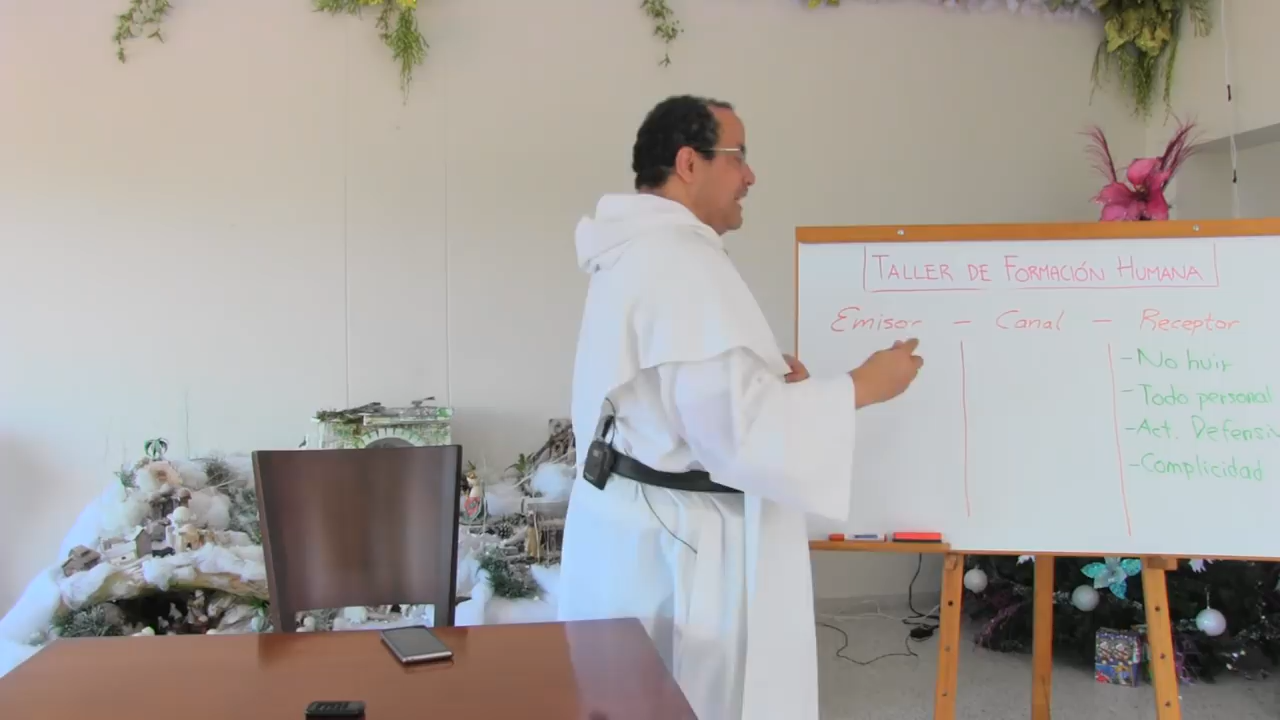 TALLER DE FORMACIÓN HUMANA
Emisor - Canal - Receptor
- No huir
- Todo personal
- Act. Defensiv
- Complicidad